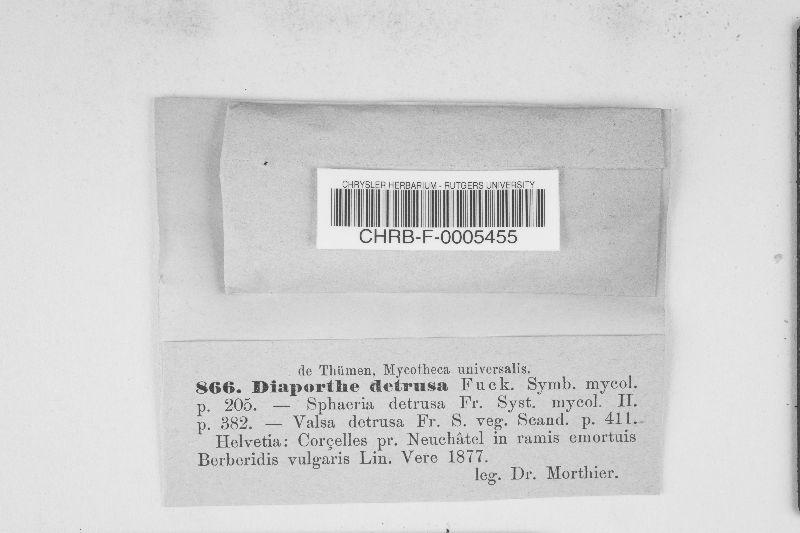 CHRYSLER HERBARIUM - RUTGERS UNIVERSITY
CHRB-F-0005455
de Thümen, Mycotheca universalis.
866. Diaporthe detrusa Fuck. Symb. mycol.
p. 205. — Sphaeria detrusa Fr. Syst. mycol. II.
p. 382. — Valsa detrusa Fr. S. veg. Scand. p. 411.
Helvetia: Corçelles pr. Neuchâtel in ramis emortuis
Berberidis vulgaris Lin. Vere 1877.
leg. Dr. Morthier.